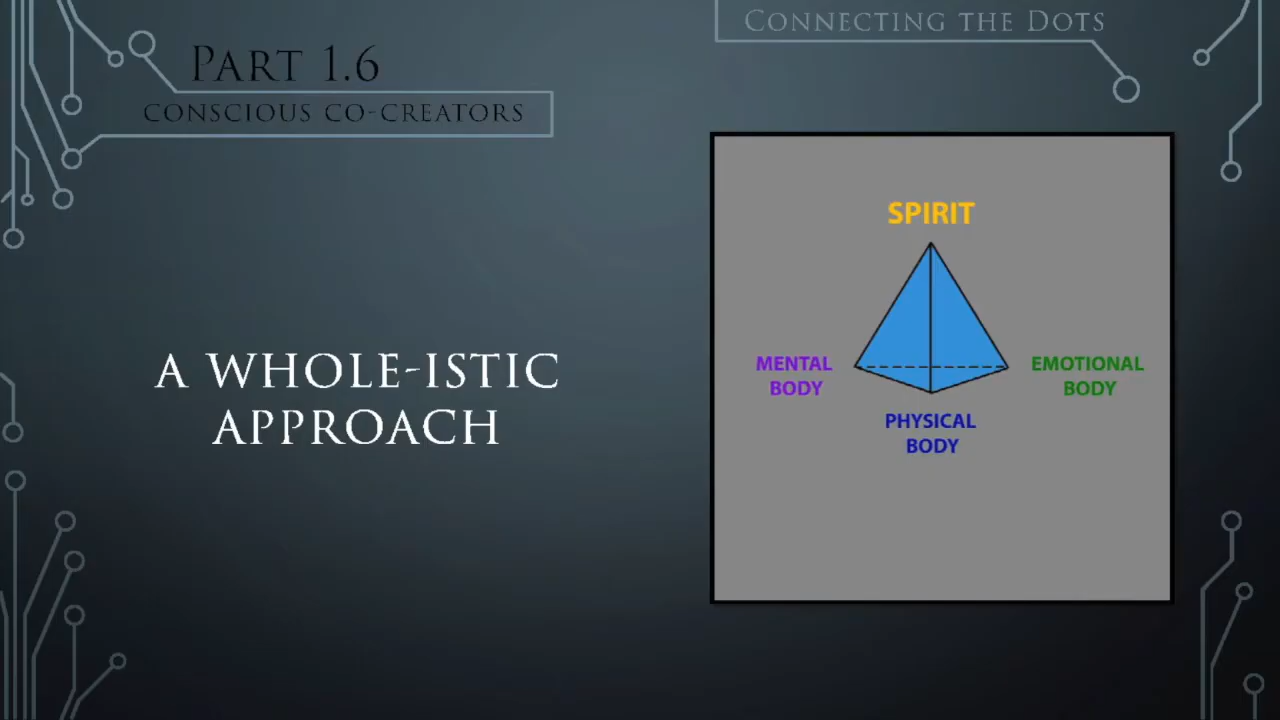 Connecting the Dots
Part 1.6
conscious co-creators
A WHOLE-ISTIC
APPROACH
SPIRIT
MENTAL
BODY
EMOTIONAL
BODY
PHYSICAL
BODY